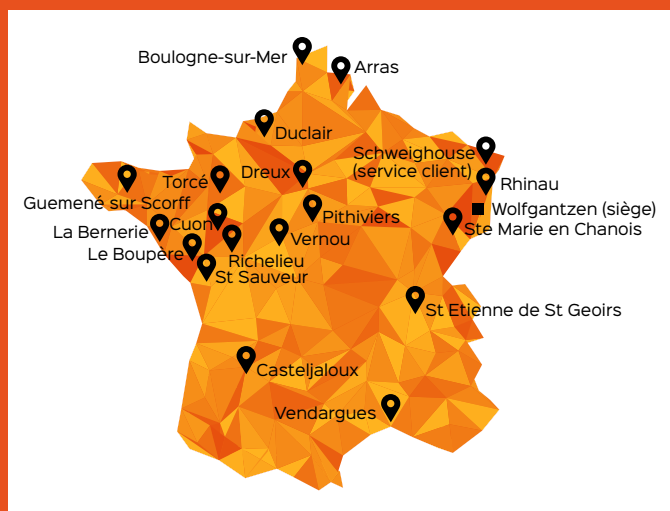 Boulogne-sur-Mer
Arras
Duclair
Schweighouse
(service client)
Dreux
Torcé
Rhinau
Guemené sur Scorff
Pithiviers
Wolfgantzen (siège)
Cuon
La Bernerie
Ste Marie en Chanois
Vernou
Le Boupère
Richelieu
St Sauveur
St Etienne de St Geoirs
Casteljaloux
Vendargues